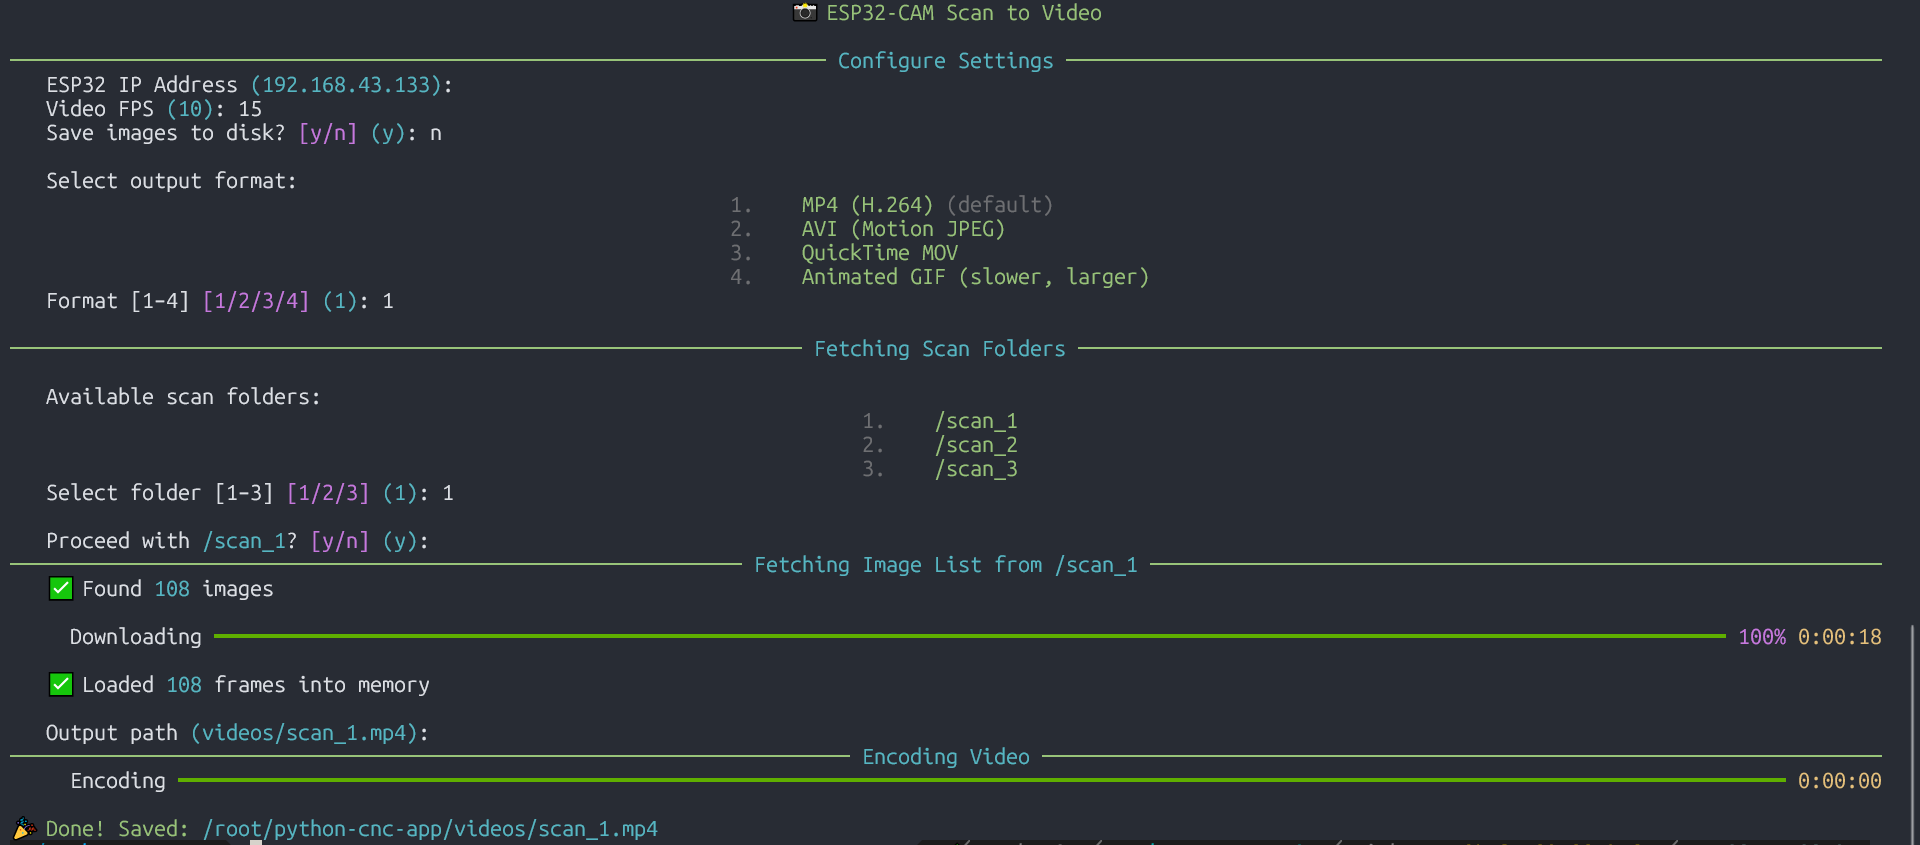 ESP32-CAM Scan to Video
Configure Settings
ESP32 IP Address (192.168.43.133):
Video FPS (10): 15
Save images to disk? [y/n] (y): n
Select output format:
1. MP4 (H.264) (default)
2. AVI (Motion JPEG)
3. QuickTime MOV
4. Animated GIF (slower, larger)
Format [1-4] [1/2/3/4] (1): 1
Fetching Scan Folders
Available scan folders:
1. /scan_1
2. /scan_2
3. /scan_3
Select folder [1-3] [1/2/3] (1): 1
Proceed with /scan_1? [y/n] (y):
Fetching Image List from /scan_1
✅ Found 108 images
Downloading 100% 0:00:18
✅ Loaded 108 frames into memory
Output path (videos/scan_1.mp4):
Encoding Video
Encoding 0:00:00
🎉 Done! Saved: /root/python-cnc-app/videos/scan_1.mp4